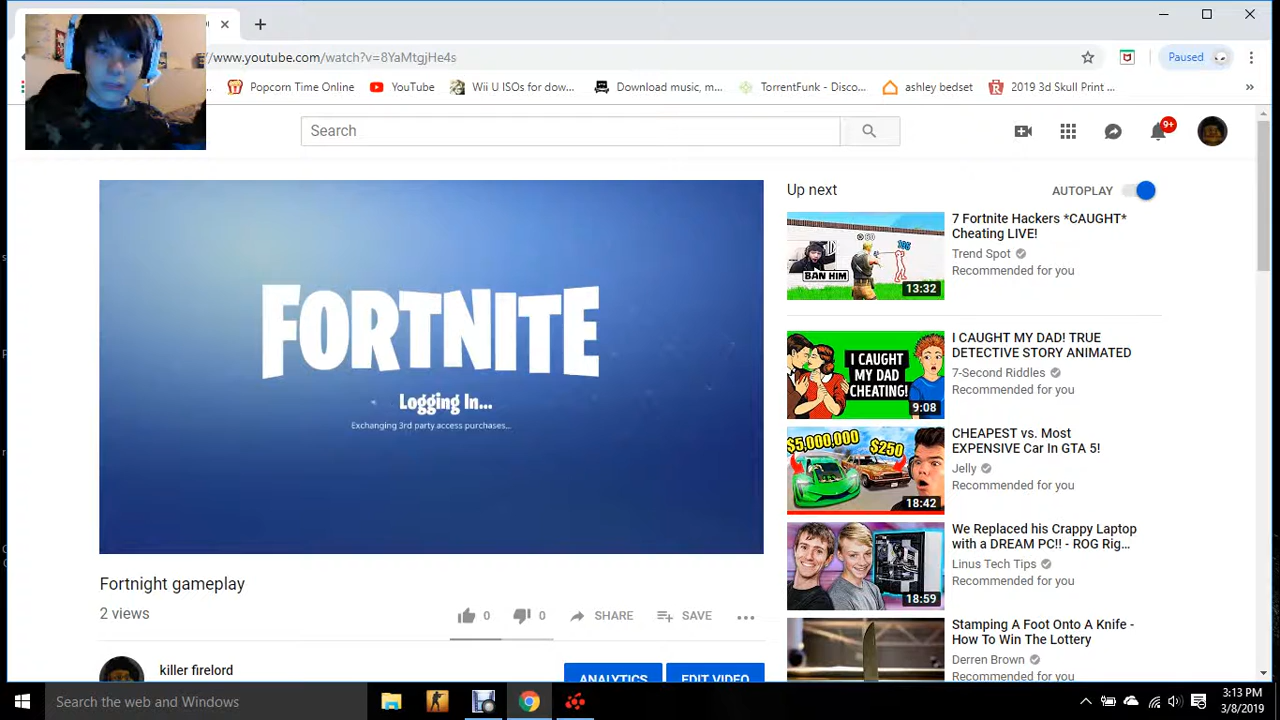 //www.youtube.com/watch?v=8YaMtgjHe4s
Paused
Popcorn Time Online
YouTube
Wii U ISOs for dow...
Download music, m...
TorrentFunk - Disco...
ashley bedset
2019 3d Skull Print ...
»
Search
9+
FORTNITE
Logging In...
Exchanging 3rd party access purchases...
Up next
AUTOPLAY
BAN HIM
13:32
7 Fortnite Hackers *CAUGHT*
Cheating LIVE!
Trend Spot
Recommended for you
I CAUGHT
MY DAD
CHEATING!
9:08
I CAUGHT MY DAD! TRUE
DETECTIVE STORY ANIMATED
7-Second Riddles
Recommended for you
$5,000,000
$250
18:42
CHEAPEST vs. Most
EXPENSIVE Car In GTA 5!
Jelly
Recommended for you
18:59
We Replaced his Crappy Laptop
with a DREAM PC!! - ROG Rig...
Linus Tech Tips
Recommended for you
Stamping A Foot Onto A Knife -
How To Win The Lottery
Derren Brown
Recommended for you
Fortnight gameplay
2 views
0
0
SHARE
SAVE
killer firelord
ANALYTICS
EDIT VIDEO
Search the web and Windows
3:13 PM
3/8/2019